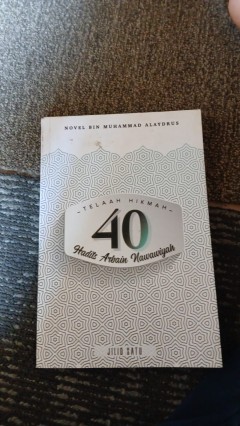 NOVEL BIN MUHAMMAD ALAYDRUS
-TELAAH HIKMAH-
40
Hadits Arbain Nawawiyah
JILID SATU